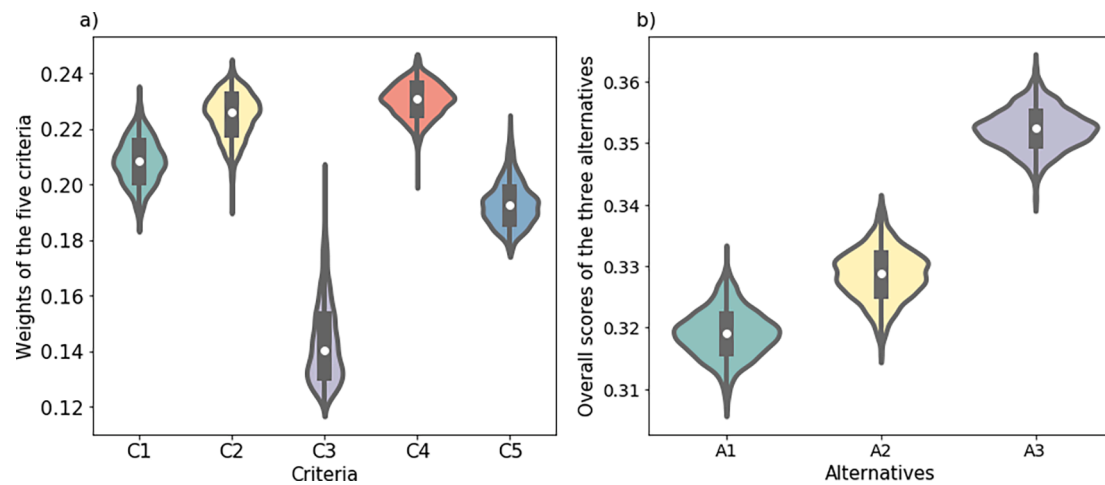 a)
Weights of the five criteria
0.24
0.22
0.20
0.18
0.16
0.14
0.12
C1 C2 C3 C4 C5
Criteria
b)
Overall scores of the three alternatives
0.36
0.35
0.34
0.33
0.32
0.31
A1 A2 A3
Alternatives